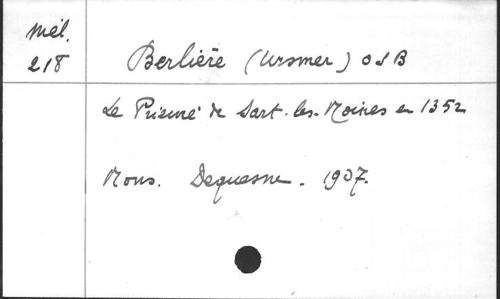 Mél.
218
Berlière (Ursmer) OSB
Le Prieuré de Sart-les-Moines en 1352
Mons. Dequesne. 1907.